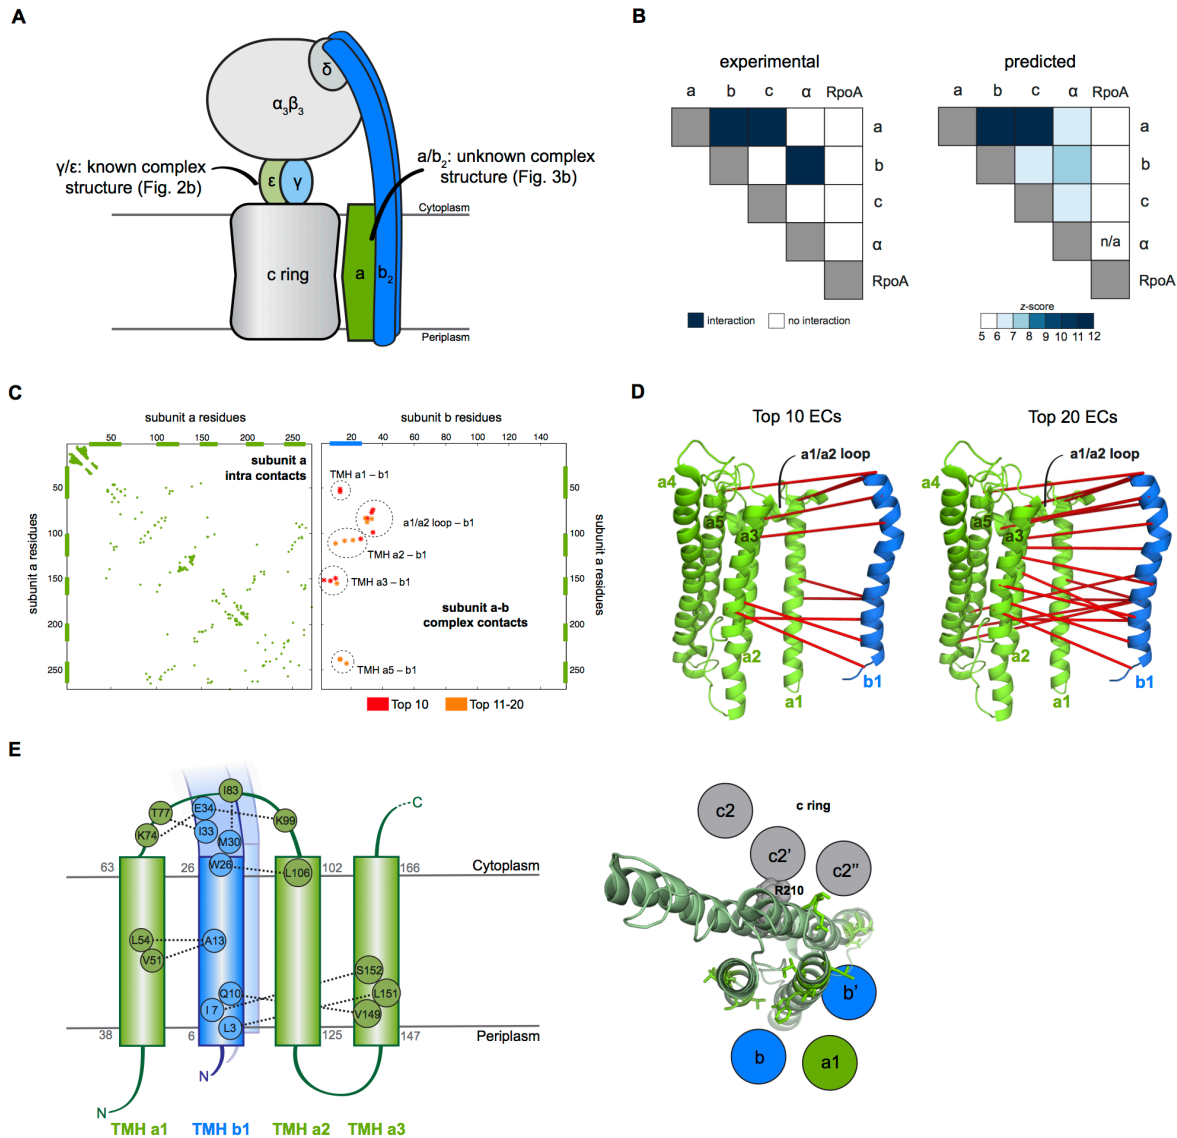 A
δ
α3β3
γ/ε: known complex
structure (Fig. 2b)
a/b2: unknown complex
structure (Fig. 3b)
ε
γ
Cytoplasm
c ring
a
b2
Periplasm
B
experimental
predicted
a b c α RpoA
a b c α RpoA
a
a
b
b
c
c
α
n/a
α
RpoA
RpoA
interaction
no interaction
z-score
5 6 7 8 9 10 11 12
C
subunit a residues
subunit b residues
50 100 150 200 250
20 40 60 80 100 120 140
subunit a
intra contacts
TMH a1 – b1
a1/a2 loop – b1
TMH a2 – b1
TMH a3 – b1
subunit a-b
complex contacts
TMH a5 – b1
50
100
150
200
250
subunit a residues
50
100
150
200
250
subunit a residues
Top 10
Top 11-20
D
Top 10 ECs
Top 20 ECs
a1/a2 loop
a1/a2 loop
a4
a5
a3
a2
a1
b1
a4
a5
a3
a2
a1
b1
E
I83
T77
E34
K99
K74
I33
M30
C
W26
L106
63
26
102
166
Cytoplasm
L54
A13
V51
S152
Q10
L151
I 7
V149
L3
38
6
125
147
Periplasm
N
N
TMH a1
TMH b1
TMH a2
TMH a3
c2
c ring
c2'
c2''
R210
b'
b
a1